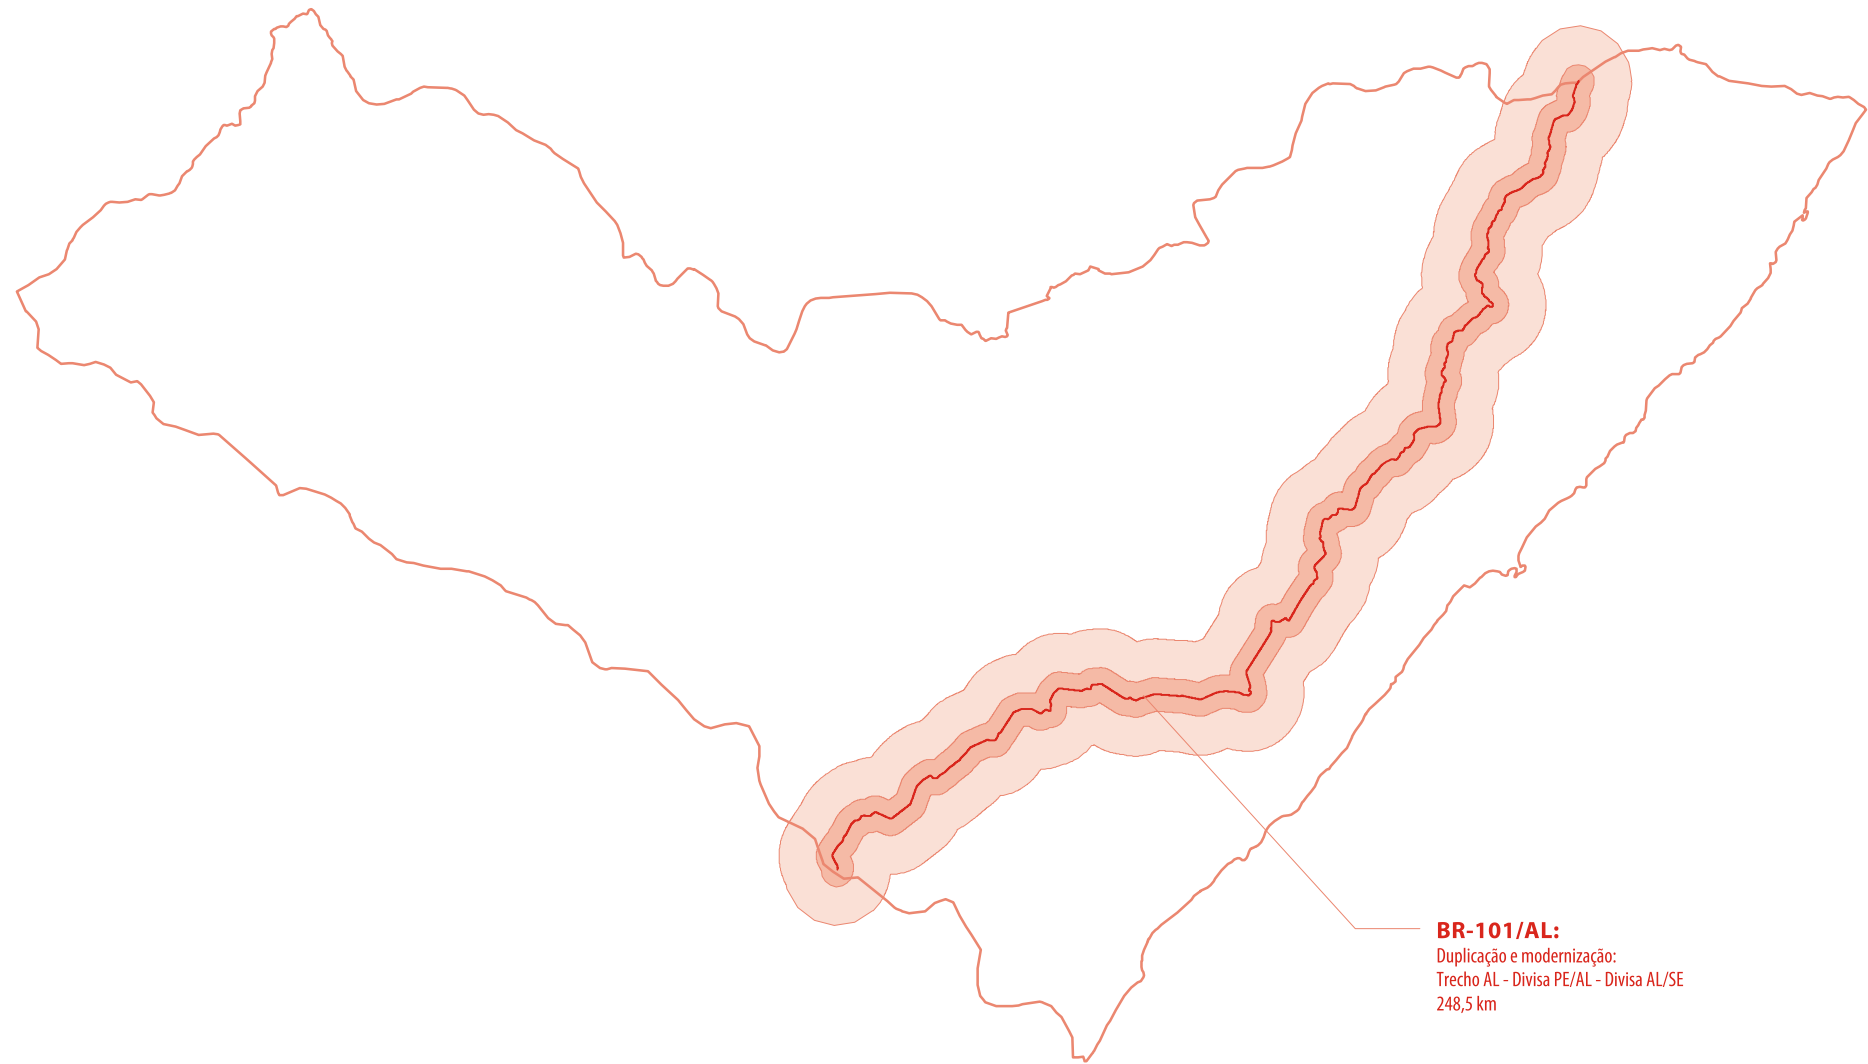 BR-101/AL:
Duplicação e modernização:
Trecho AL - Divisa PE/AL - Divisa AL/SE
248,5 km